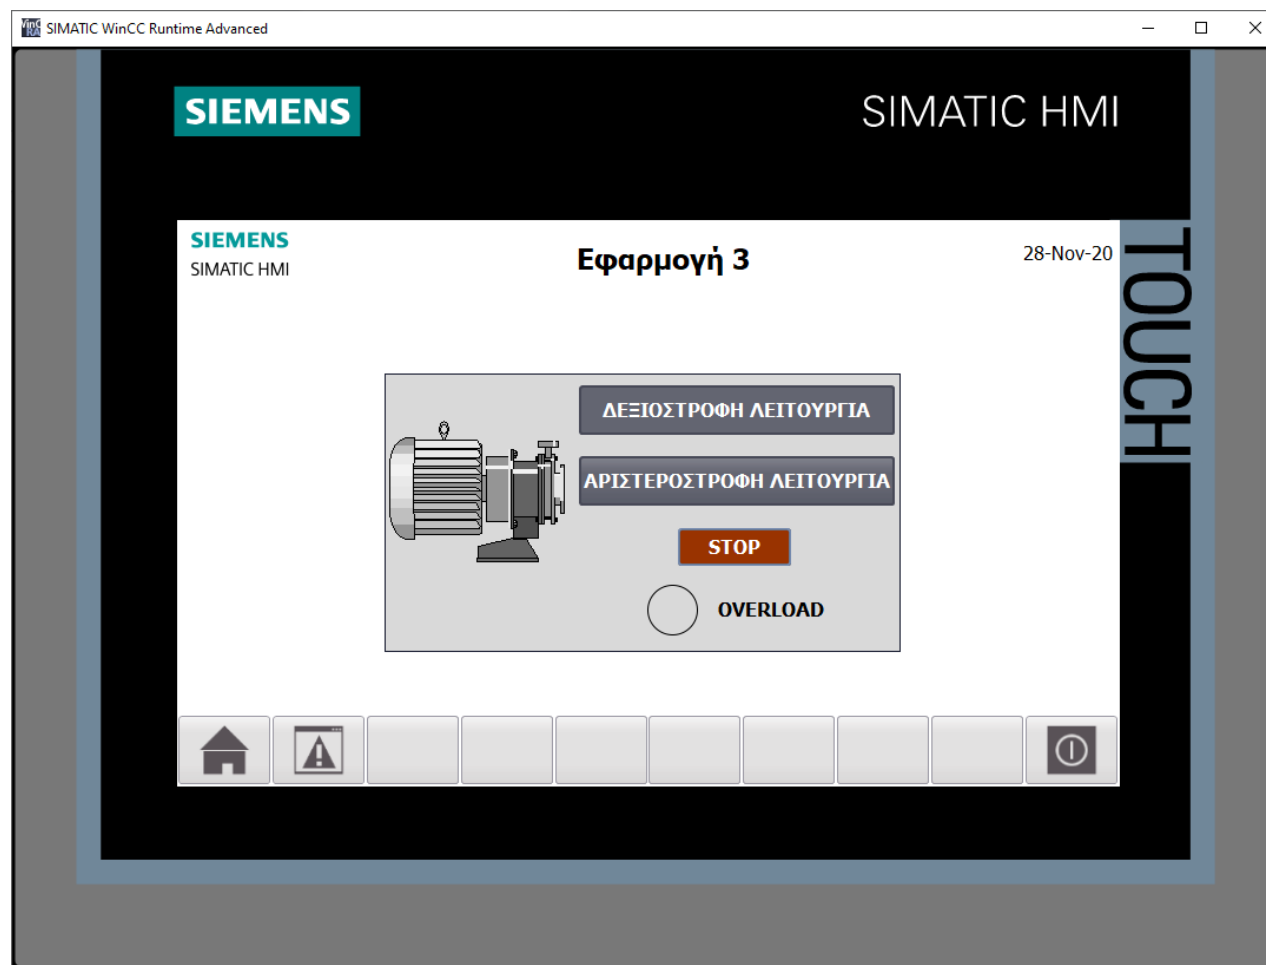 SIMATIC WinCC Runtime Advanced
SIEMENS
SIMATIC HMI
SIEMENS
SIMATIC HMI
Εφαρμογή 3
28-Nov-20
TOUCH
ΔΕΞΙΟΣΤΡΟΦΗ ΛΕΙΤΟΥΡΓΙΑ
ΑΡΙΣΤΕΡΟΣΤΡΟΦΗ ΛΕΙΤΟΥΡΓΙΑ
STOP
OVERLOAD